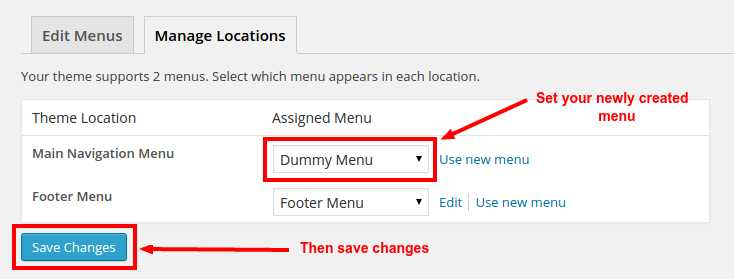 Edit Menus
Manage Locations
Your theme supports 2 menus. Select which menu appears in each location.
Set your newly created
menu
Theme Location
Assigned Menu
Main Navigation Menu
Dummy Menu
Use new menu
Footer Menu
Footer Menu
Edit
Use new menu
Save Changes
Then save changes